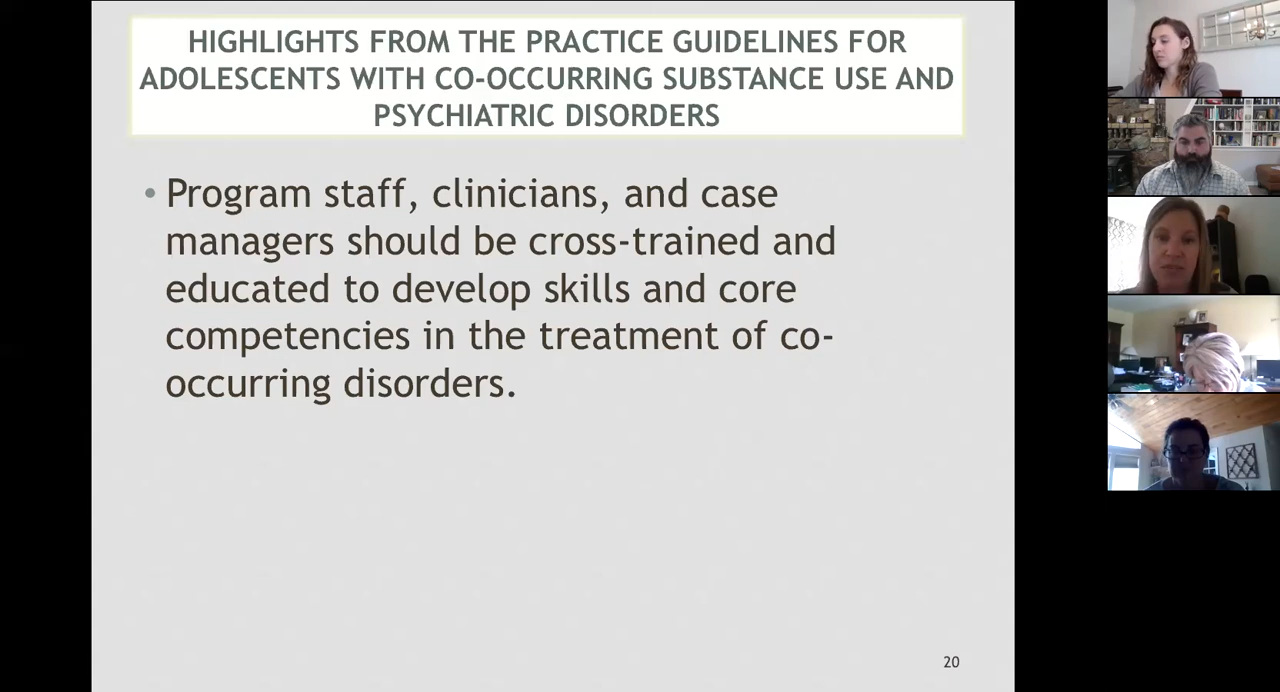 HIGHLIGHTS FROM THE PRACTICE GUIDELINES FOR
ADOLESCENTS WITH CO-OCCURRING SUBSTANCE USE AND
PSYCHIATRIC DISORDERS
• Program staff, clinicians, and case
managers should be cross-trained and
educated to develop skills and core
competencies in the treatment of co-
occurring disorders.
20